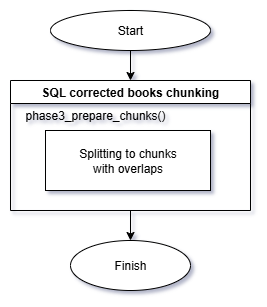 Start
SQL corrected books chunking
phase3_prepare_chunks()
Splitting to chunks
with overlaps
Finish